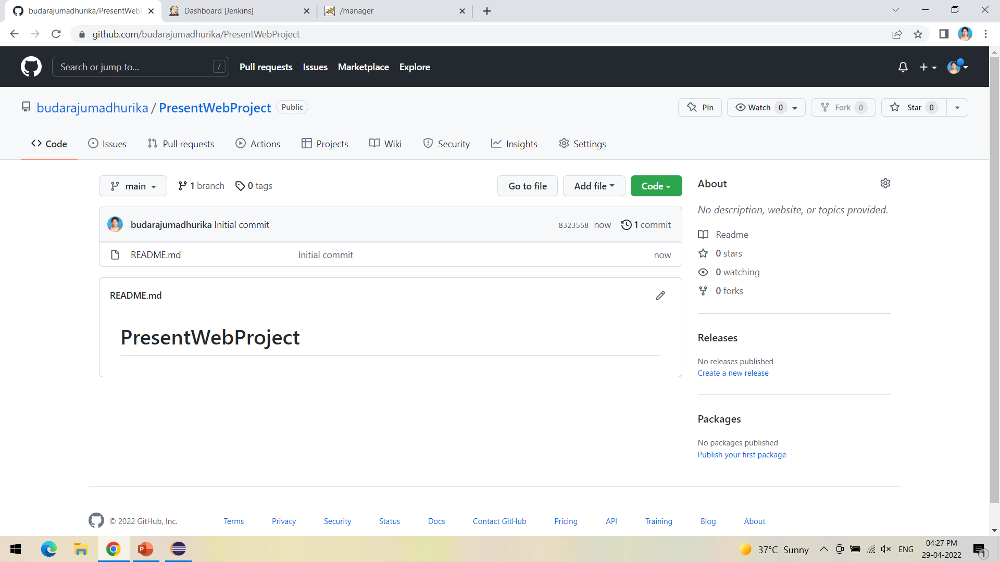 budarajumadhurika/PresentWebP
Dashboard [Jenkins]
/manager
github.com/budarajumadhurika/PresentWebProject
Search or jump to... /
Pull requests Issues Marketplace Explore
budarajumadhurika / PresentWebProject Public
Pin Watch 0 Fork 0 Star 0
Code Issues Pull requests Actions Projects Wiki Security Insights Settings
main 1 branch 0 tags Go to file Add file Code
budarajumadhurika Initial commit 8323558 now 1 commit
README.md Initial commit now
README.md
PresentWebProject
About
No description, website, or topics provided.
Readme
0 stars
0 watching
0 forks
Releases
No releases published
Create a new release
Packages
No packages published
Publish your first package
© 2022 GitHub, Inc. Terms Privacy Security Status Docs Contact GitHub Pricing API Training Blog About
37°C Sunny ENG
04:27 PM
29-04-2022
1